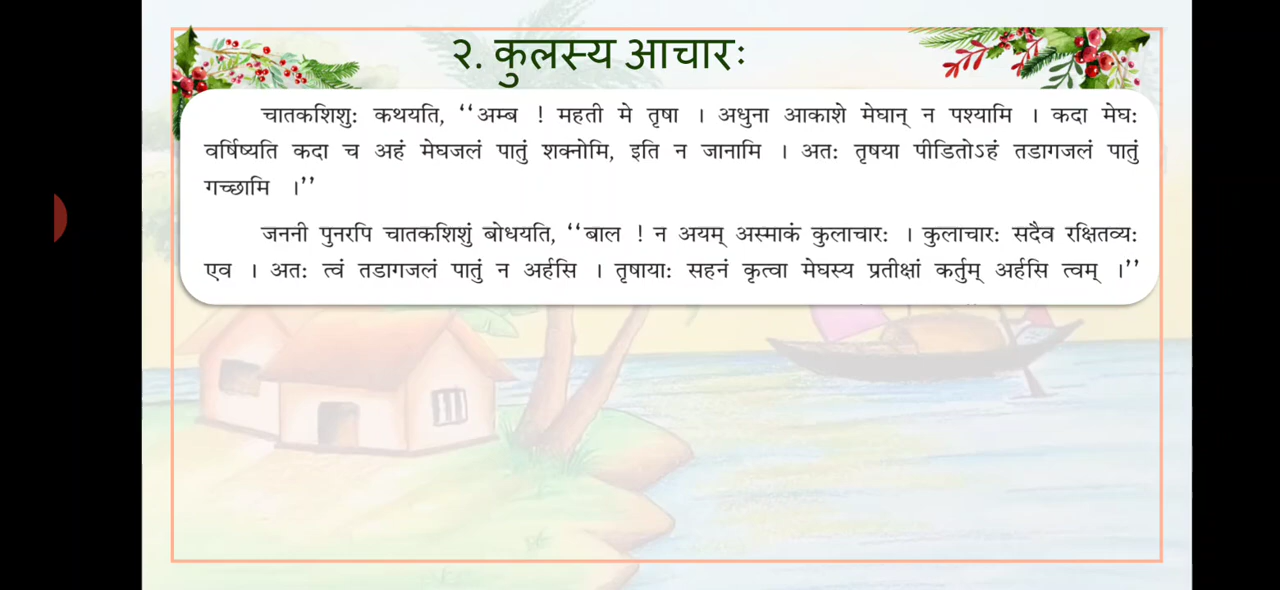 २. कुलस्य आचारः
चातकशिशुः कथयति, ‘‘अम्ब ! महती मे तृषा । अधुना आकाशे मेघान् न पश्यामि । कदा मेघः
वर्षिष्यति कदा च अहं मेघजलं पातुं शक्नोमि, इति न जानामि । अतः तृषया पीडितोऽहं तडागजलं पातुं
गच्छामि ।’’
जननी पुनरपि चातकशिशुं बोधयति, ‘‘बाल ! न अयम् अस्माकं कुलाचारः । कुलाचारः सदैव रक्षितव्यः
एव । अतः त्वं तडागजलं पातुं न अर्हसि । तृषायाः सहनं कृत्वा मेघस्य प्रतीक्षां कर्तुम् अर्हसि त्वम् ।’’